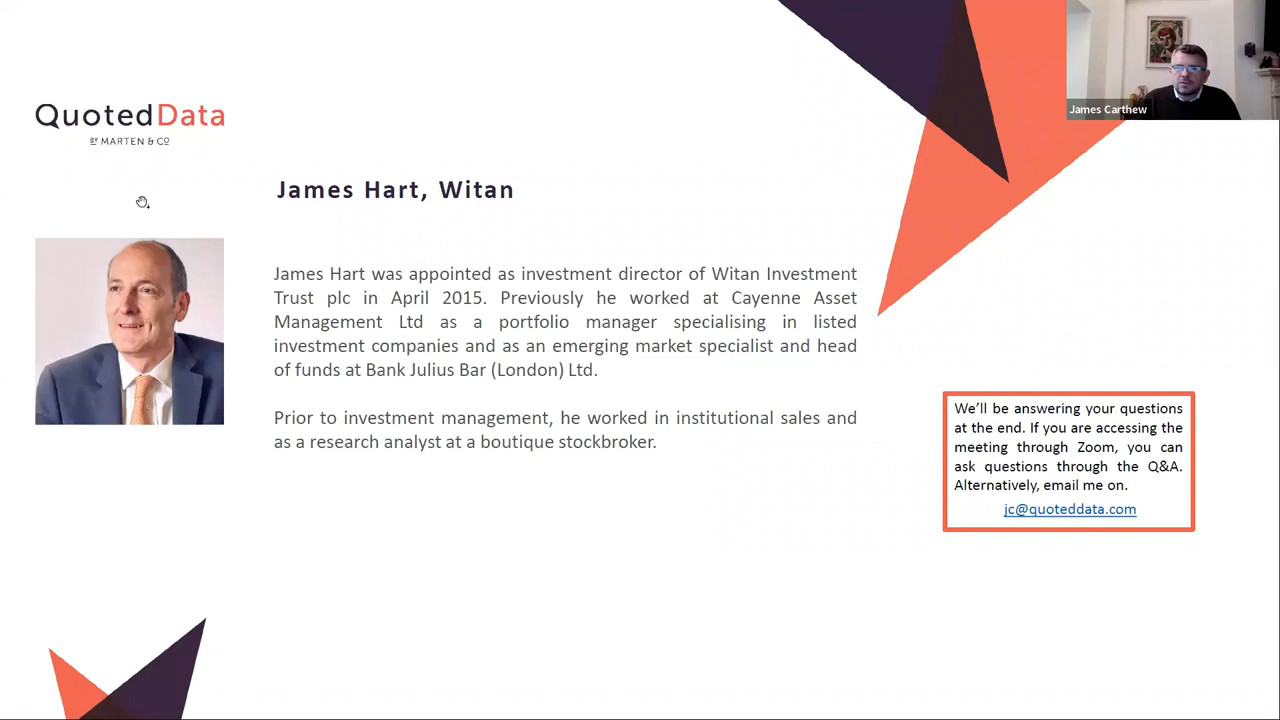 James Carthew
QuotedData
BY MARTEN & CO
James Hart, Witan
James Hart was appointed as investment director of Witan Investment
Trust plc in April 2015. Previously he worked at Cayenne Asset
Management Ltd as a portfolio manager specialising in listed
investment companies and as an emerging market specialist and head
of funds at Bank Julius Bar (London) Ltd.
Prior to investment management, he worked in institutional sales and
as a research analyst at a boutique stockbroker.
We'll be answering your questions
at the end. If you are accessing the
meeting through Zoom, you can
ask questions through the Q&A.
Alternatively, email me on.
jc@quoteddata.com